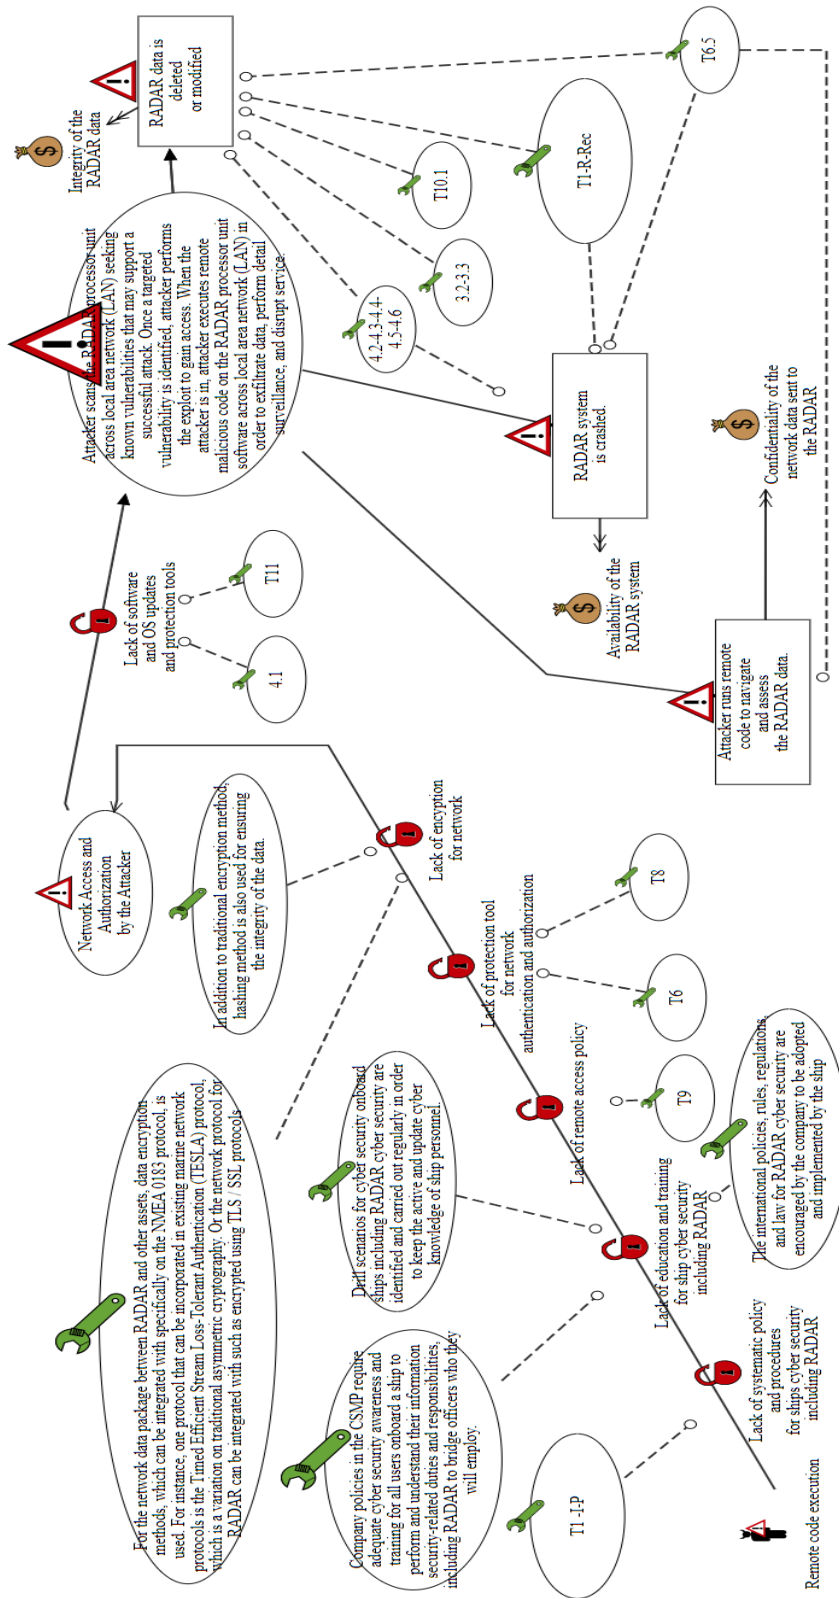 Remote code execution
Lack of systematic policy
and procedures
for ships cyber security
including RADAR
T1 -I-P
The international policies, rules, regulations,
and law for RADAR cyber security are
encouraged by the company to be adopted
and implemented by the ship
Lack of education and training
for ship cyber security
including RADAR
Company policies in the CSMP require
adequate cyber security awareness and
training for all users onboard a ship to
perform and understand their information
security-related duties and responsibilities,
including RADAR to bridge officers who they
will employ.
Drill scenarios for cyber security onboard
ships including RADAR cyber security are
identified and carried out regularly in order
to keep the active and update cyber
knowledge of ship personnel.
Lack of remote access policy
T9
Lack of protection tool
for network
authentication and authorization
T6
T8
Lack of encyption
for network
For the network data package between RADAR and other assets, data encryption
methods, which can be integrated with specifically on the NMEA 0183 protocol, is
used. For instance, one protocol that can be incorporated in existing marine network
protocols is the Timed Efficient Stream Loss-Tolerant Authentication (TESLA) protocol,
which is a variation on traditional asymmetric cryptography. Or the network protocol for
RADAR can be integrated with such as encrypted using TLS / SSL protocols
In addition to traditional encryption method,
hashing method is also used for ensuring
the integrity of the data.
Network Access and
Authorization
by the Attacker
Lack of software
and OS updates
and protection tools
4.1
T11
Attacker scans the RADAR processor unit
across local area network (LAN) seeking
known vulnerabilities that may support a
successful attack. Once a targeted
vulnerability is identified, attacker performs
the exploit to gain access. When the
attacker is in, attacker executes remote
malicious code on the RADAR processor unit
software across local area network (LAN) in
order to exfiltrate data, perform detail
surveillance, and disrupt service.
RADAR data is
deleted
or modified
Integrity of the
RADAR data
4.2-4.3-4.4-
4.5-4.6
3.2-3.3
T10.1
T1-R-Rec
T6.5
RADAR system
is crashed.
Availability of the
RADAR system
Attacker runs remote
code to navigate
and assess
the RADAR data.
Confidentiality of the
network data sent to
the RADAR